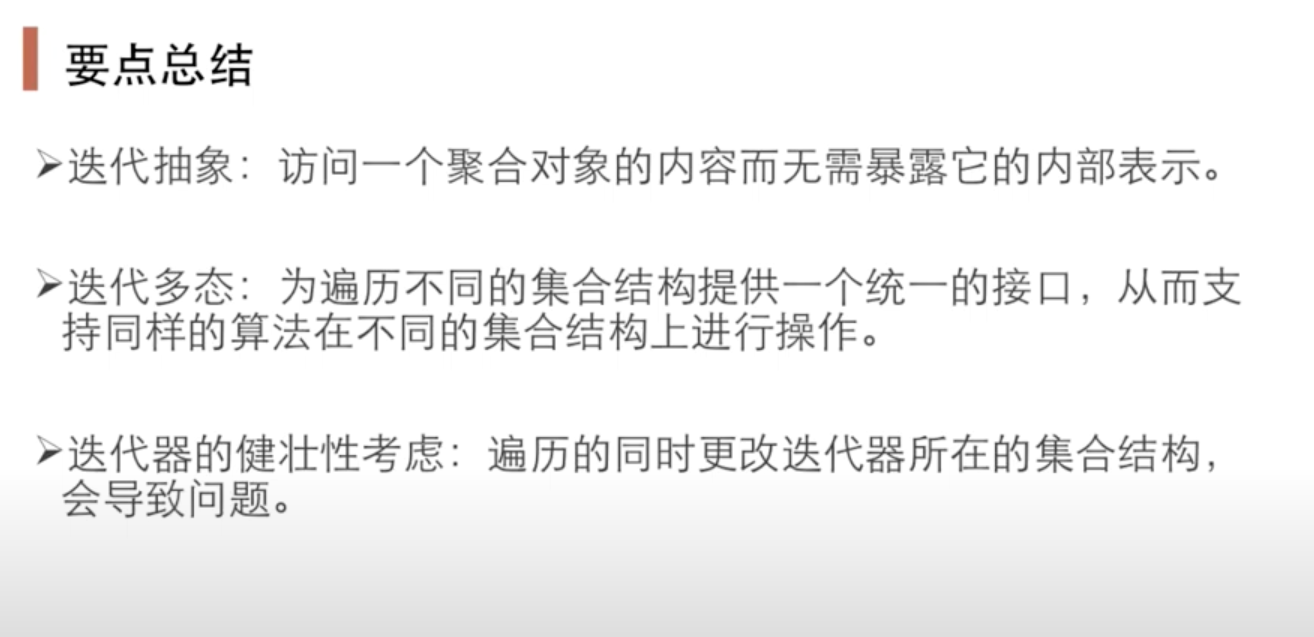 要点总结
➢迭代抽象：访问一个聚合对象的内容而无需暴露它的内部表示。
➢迭代多态：为遍历不同的集合结构提供一个统一的接口，从而支
持同样的算法在不同的集合结构上进行操作。
➢迭代器的健壮性考虑：遍历的同时更改迭代器所在的集合结构，
会导致问题。